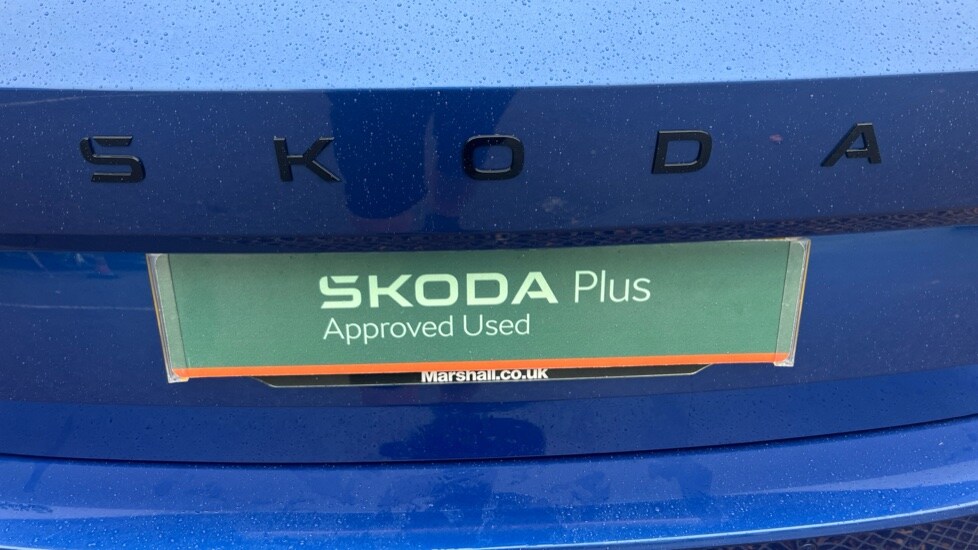 SKODA
SKODA Plus
Approved Used
Marshall.co.uk